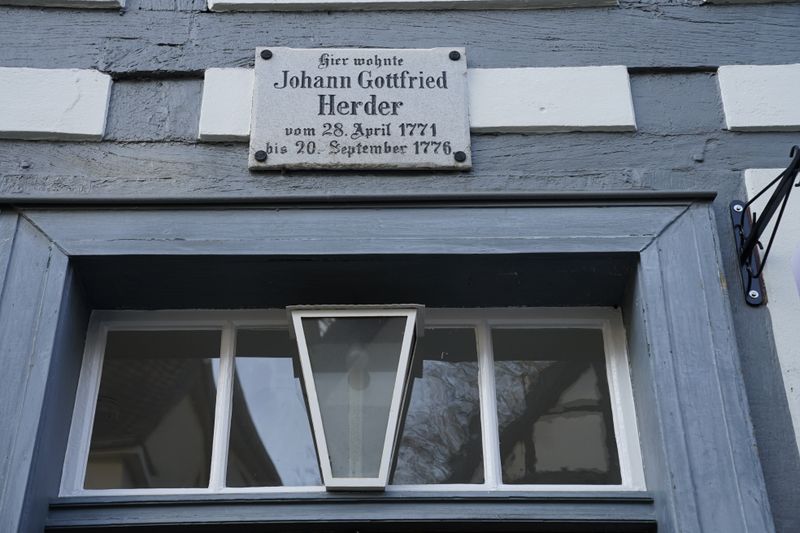 Hier wohnte
Johann Gottfried
Herder
vom 28. April 1771
bis 20. September 1776